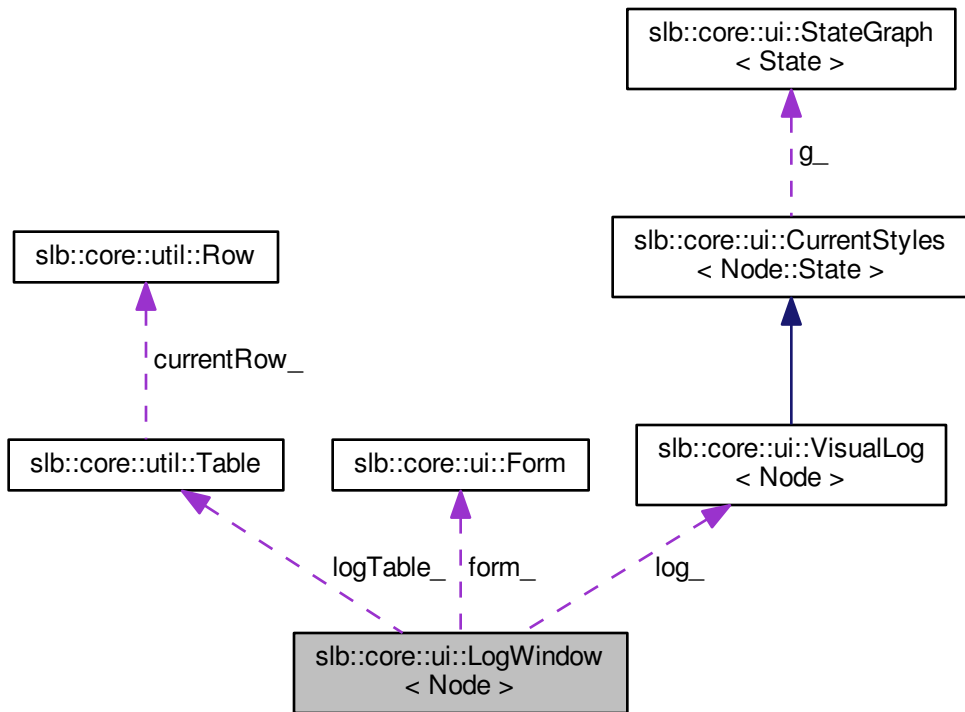 slb::core::ui::StateGraph
< State >
g_
slb::core::util::Row
slb::core::ui::CurrentStyles
< Node::State >
currentRow_
slb::core::util::Table
slb::core::ui::Form
slb::core::ui::VisualLog
< Node >
logTable_
form_
log_
slb::core::ui::LogWindow
< Node >